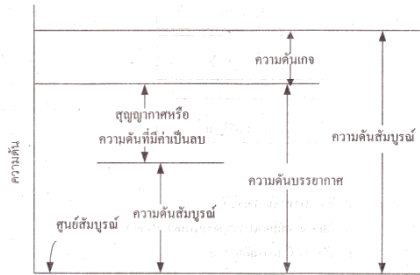 ความดันเกจ
สุญญากาศหรือ
ความดันที่มีค่าเป็นลบ
ความดันสัมบูรณ์
ความดัน
ความดันบรรยากาศ
ความดันสัมบูรณ์
ศูนย์สัมบูรณ์